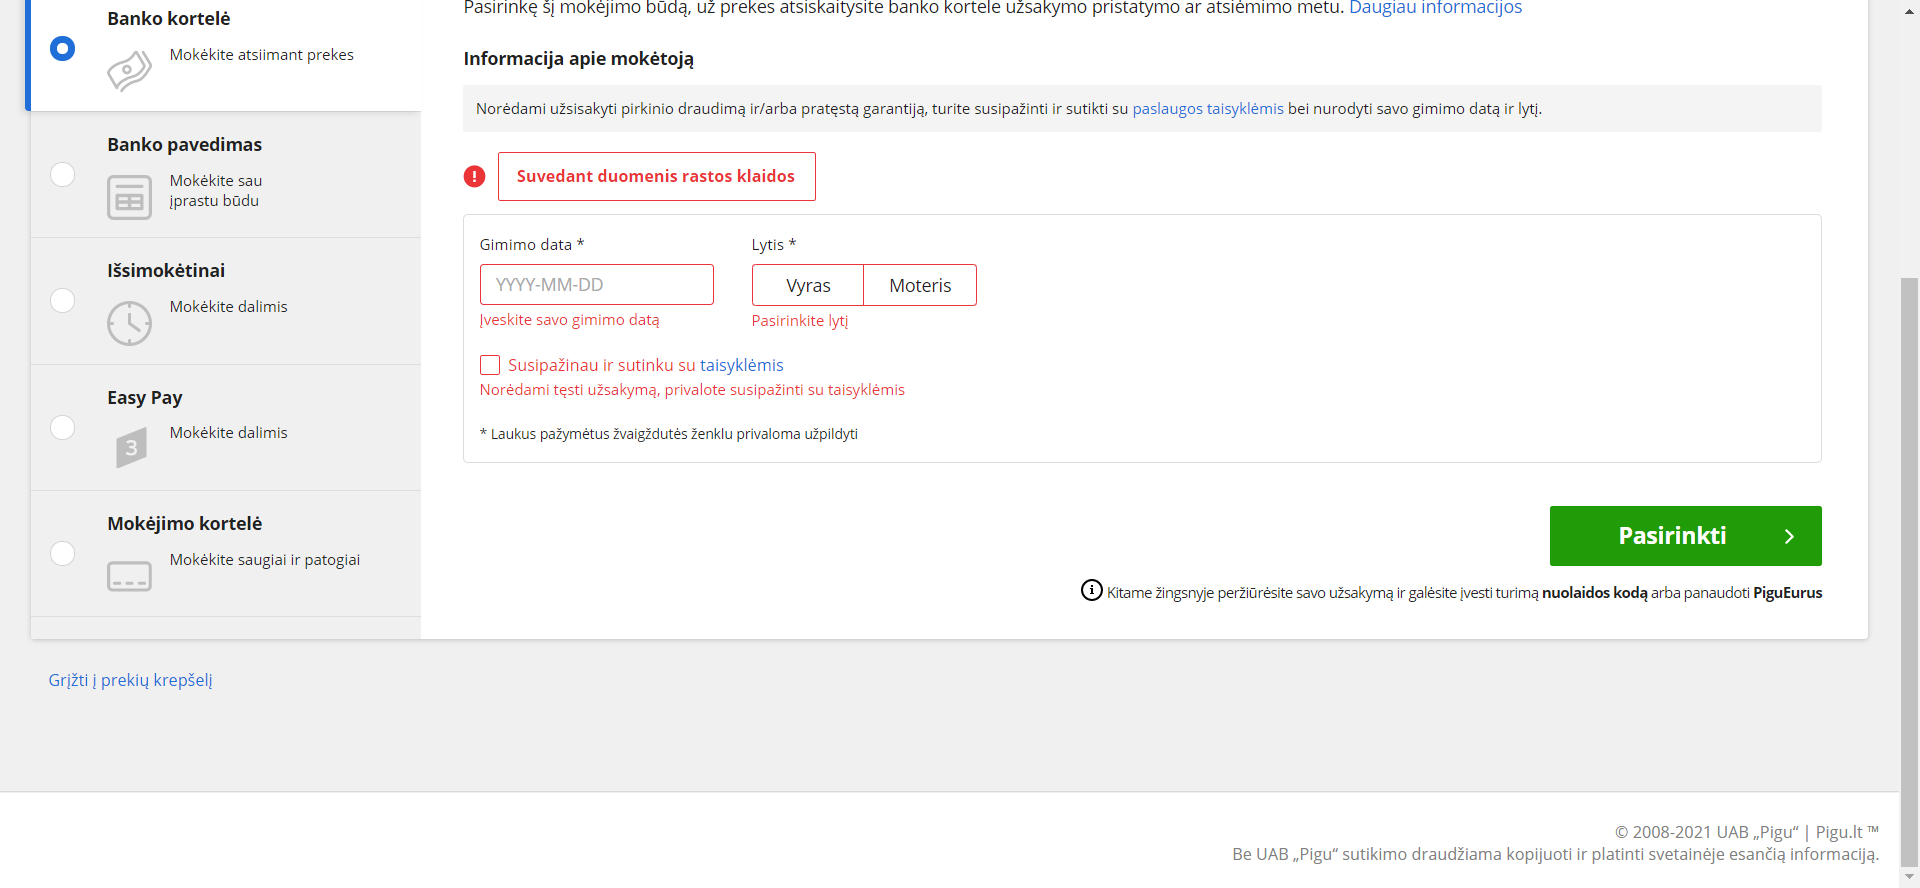 Banko kortelė
Mokėkite atsiimant prekes
Banko pavedimas
Mokėkite sau
įprastu būdu
Išsimokėtinai
Mokėkite dalimis
Easy Pay
3
Mokėkite dalimis
Mokėjimo kortelė
Mokėkite saugiai ir patogiai
Pasirinkę šį mokėjimo būdą, už prekes atsiskaitysite banko kortele užsakymo pristatymo ar atsiėmimo metu. Daugiau informacijos
Informacija apie mokėtoją
Norėdami užsisakyti pirkinio draudimą ir/arba pratęstą garantiją, turite susipažinti ir sutikti su paslaugos taisyklėmis bei nurodyti savo gimimo datą ir lytį.
Suvedant duomenis rastos klaidos
Gimimo data *
YYYY-MM-DD
Įveskite savo gimimo datą
Lytis *
Vyras
Moteris
Pasirinkite lytį
Susipažinau ir sutinku su taisyklėmis
Norėdami tęsti užsakymą, privalote susipažinti su taisyklėmis
* Laukus pažymėtus žvaigždutės ženklu privaloma užpildyti
Pasirinkti
Kitame žingsnyje peržiūrėsite savo užsakymą ir galėsite įvesti turimą nuolaidos kodą arba panaudoti PiguEurus
Grįžti į prekių krepšelį
© 2008-2021 UAB „Pigu“ | Pigu.lt ™
Be UAB „Pigu“ sutikimo draudžiama kopijuoti ir platinti svetainėje esančią informaciją.